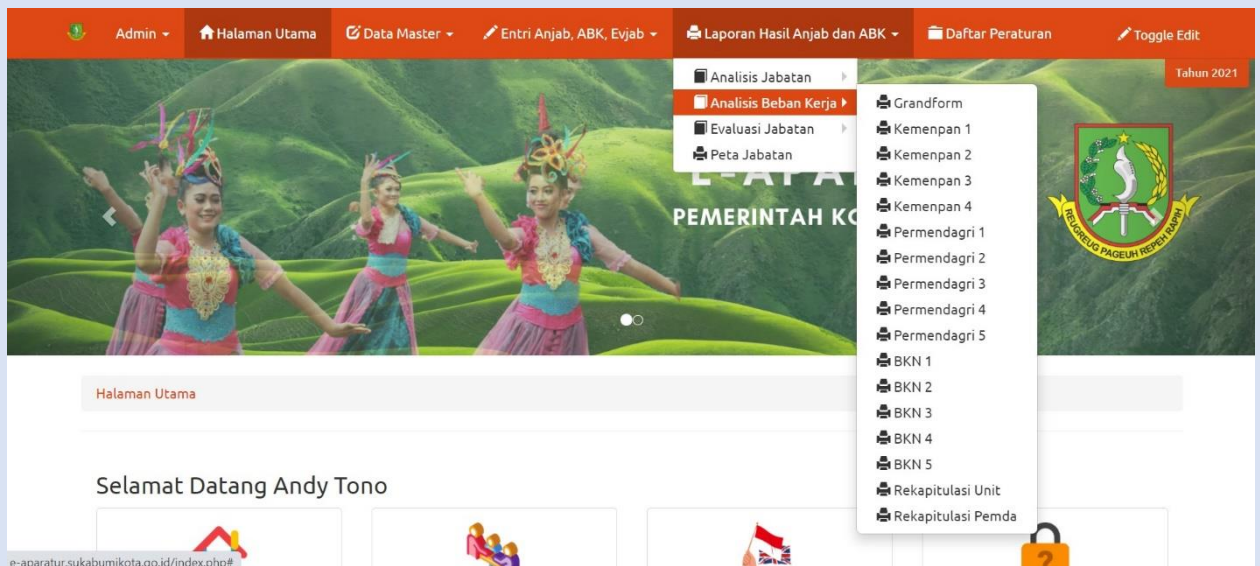 Admin
Halaman Utama
Data Master
Entri Anjab, ABK, Evjab
Laporan Hasil Anjab dan ABK
Daftar Peraturan
Toggle Edit
Tahun 2021
Analisis Jabatan
Analisis Beban Kerja
Evaluasi Jabatan
Peta Jabatan
Grandform
Kemenpan 1
Kemenpan 2
Kemenpan 3
Kemenpan 4
Permendagri 1
Permendagri 2
Permendagri 3
Permendagri 4
Permendagri 5
BKN 1
BKN 2
BKN 3
BKN 4
BKN 5
Rekapitulasi Unit
Rekapitulasi Pemda
E-APA
PEMERINTAH KO
REUGREUG PAGEUH REPEH RAPIH
Halaman Utama
Selamat Datang Andy Tono
?
e-aparatur.sukabumikota.go.id/index.php#